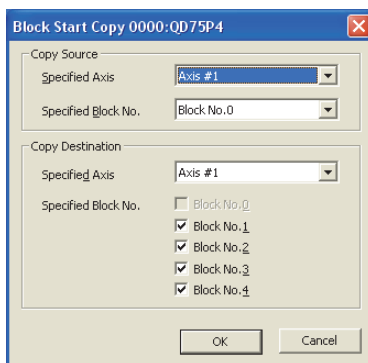 Block Start Copy 0000:QD75P4
Copy Source
Specified Axis
Axis #1
Specified Block No.
Block No.0
Copy Destination
Specified Axis
Axis #1
Specified Block No.
Block No.0
Block No.1
Block No.2
Block No.3
Block No.4
OK
Cancel